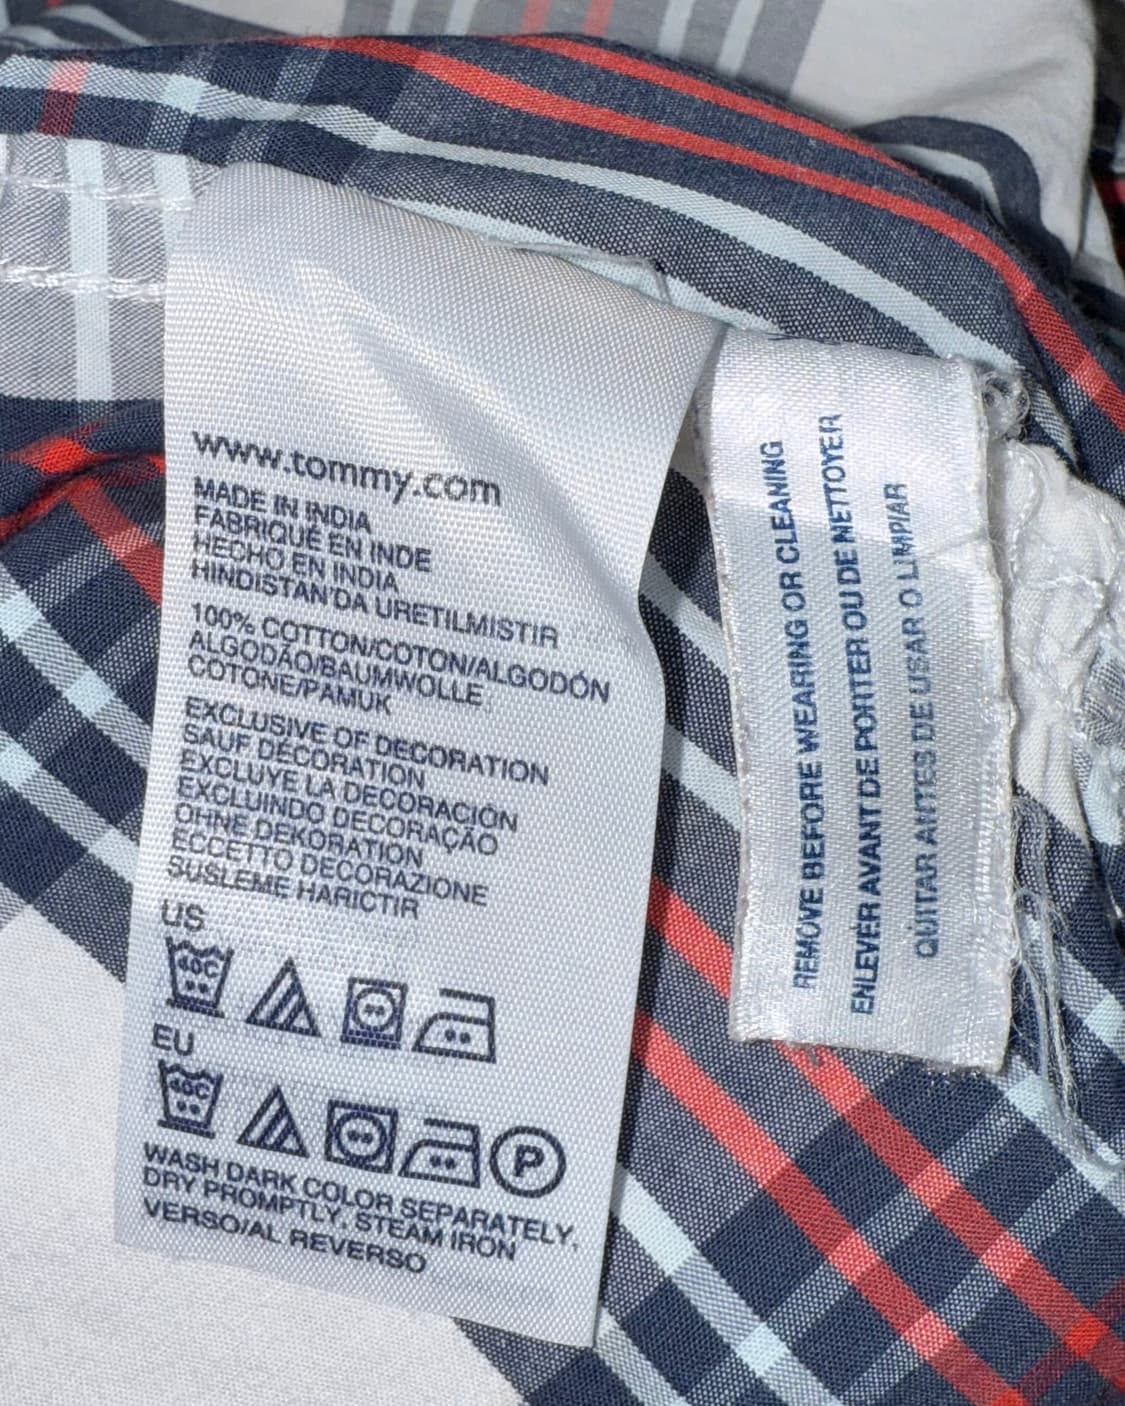 www.tommy.com
MADE IN INDIA
FABRIQUÉ EN INDE
HECHO EN INDIA
HINDISTAN'DA URETILMISTIR
100% COTTON/COTON/ALGODÓN
ALGODÃO/BAUMWOLLE
COTONE/PAMUK
EXCLUSIVE OF DECORATION
SAUF DÉCORATION
EXCLUYE LA DECORACIÓN
EXCLUINDO DECORAÇÃO
OHNE DEKORATION
ECCETTO DECORAZIONE
SUSLEME HARICTIR
US
40C
EU
40C
P
WASH DARK COLOR SEPARATELY,
DRY PROMPTLY. STEAM IRON
VERSO/AL REVERSO
REMOVE BEFORE WEARING OR CLEANING
ENLEVER AVANT DE PORTER OU DE NETTOYER
QUITAR ANTES DE USAR O LIMPIAR